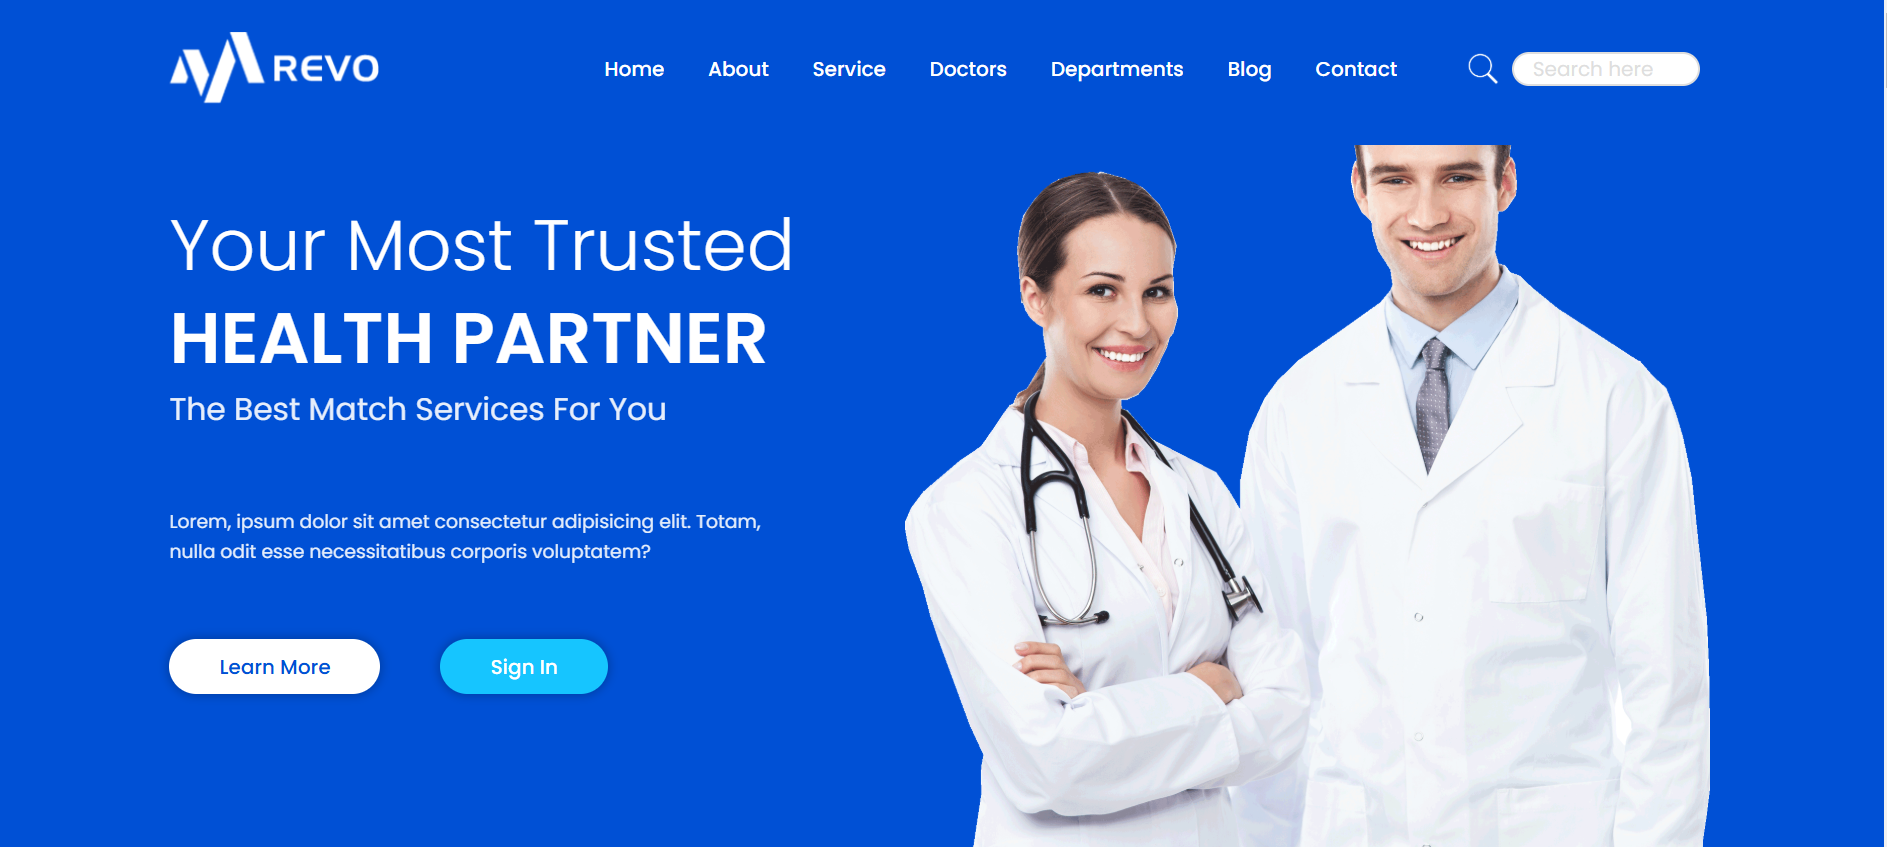 REVO
Home About Service Doctors Departments Blog Contact Search here
Your Most Trusted
HEALTH PARTNER
The Best Match Services For You
Lorem, ipsum dolor sit amet consectetur adipisicing elit. Totam,
nulla odit esse necessitatibus corporis voluptatem?
Learn More Sign In